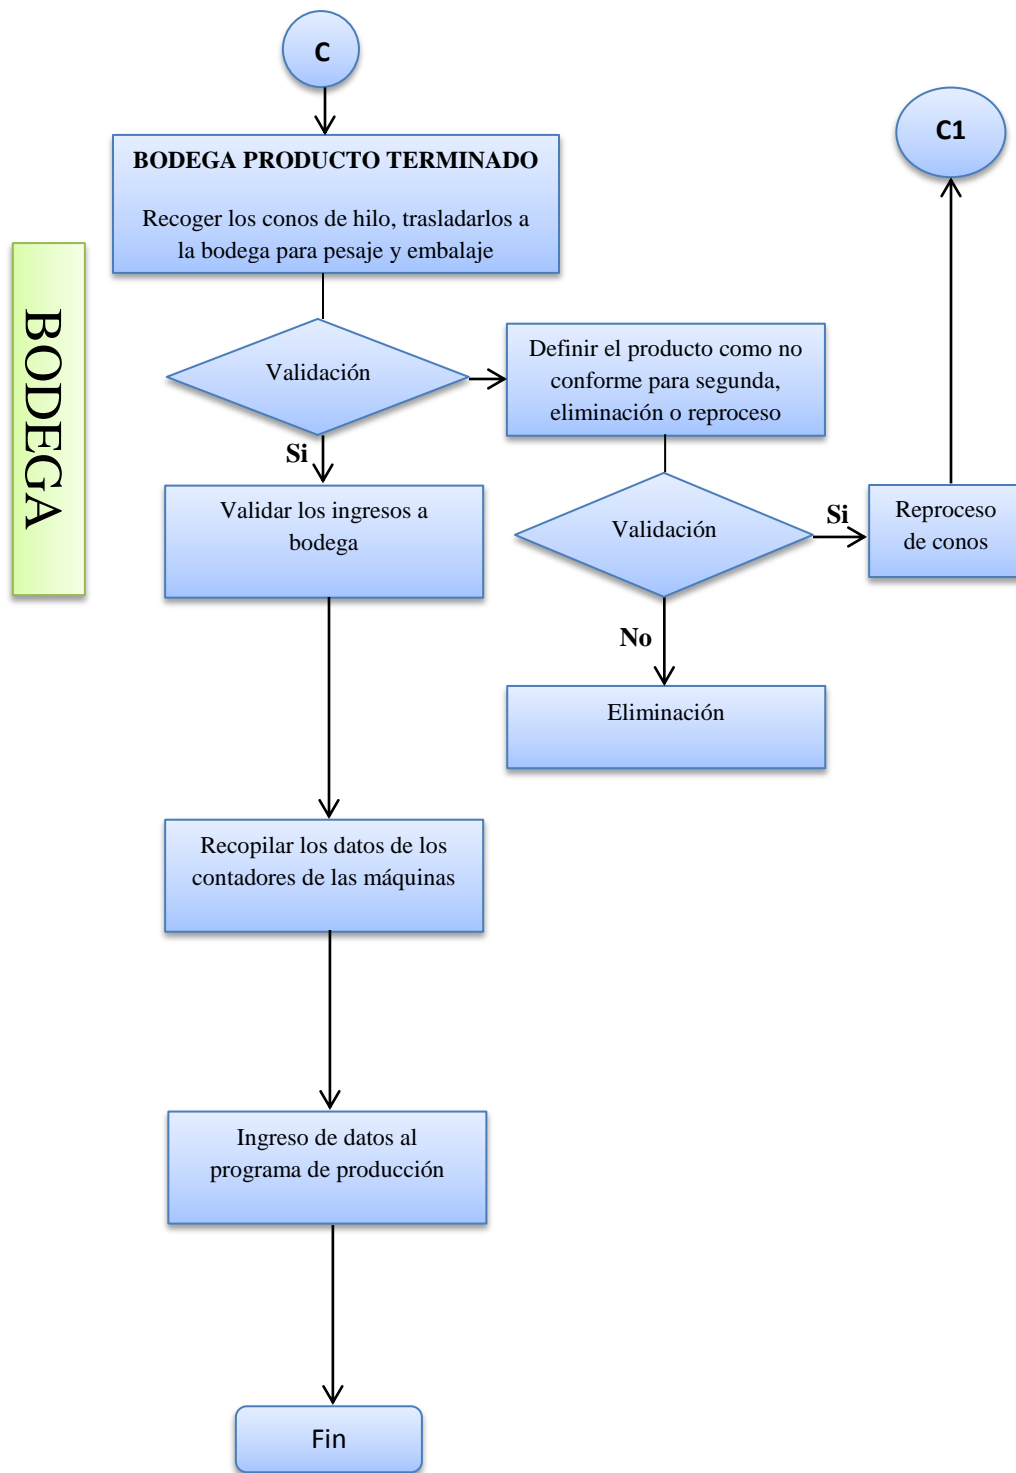 C
C1
BODEGA PRODUCTO TERMINADO
Recoger los conos de hilo, trasladarlos a
la bodega para pesaje y embalaje
BODEGA
Validación
Definir el producto como no
conforme para segunda,
eliminación o reproceso
Si
Validar los ingresos a
bodega
Validación
Si
Reproceso
de conos
No
Eliminación
Recopilar los datos de los
contadores de las máquinas
Ingreso de datos al
programa de producción
Fin